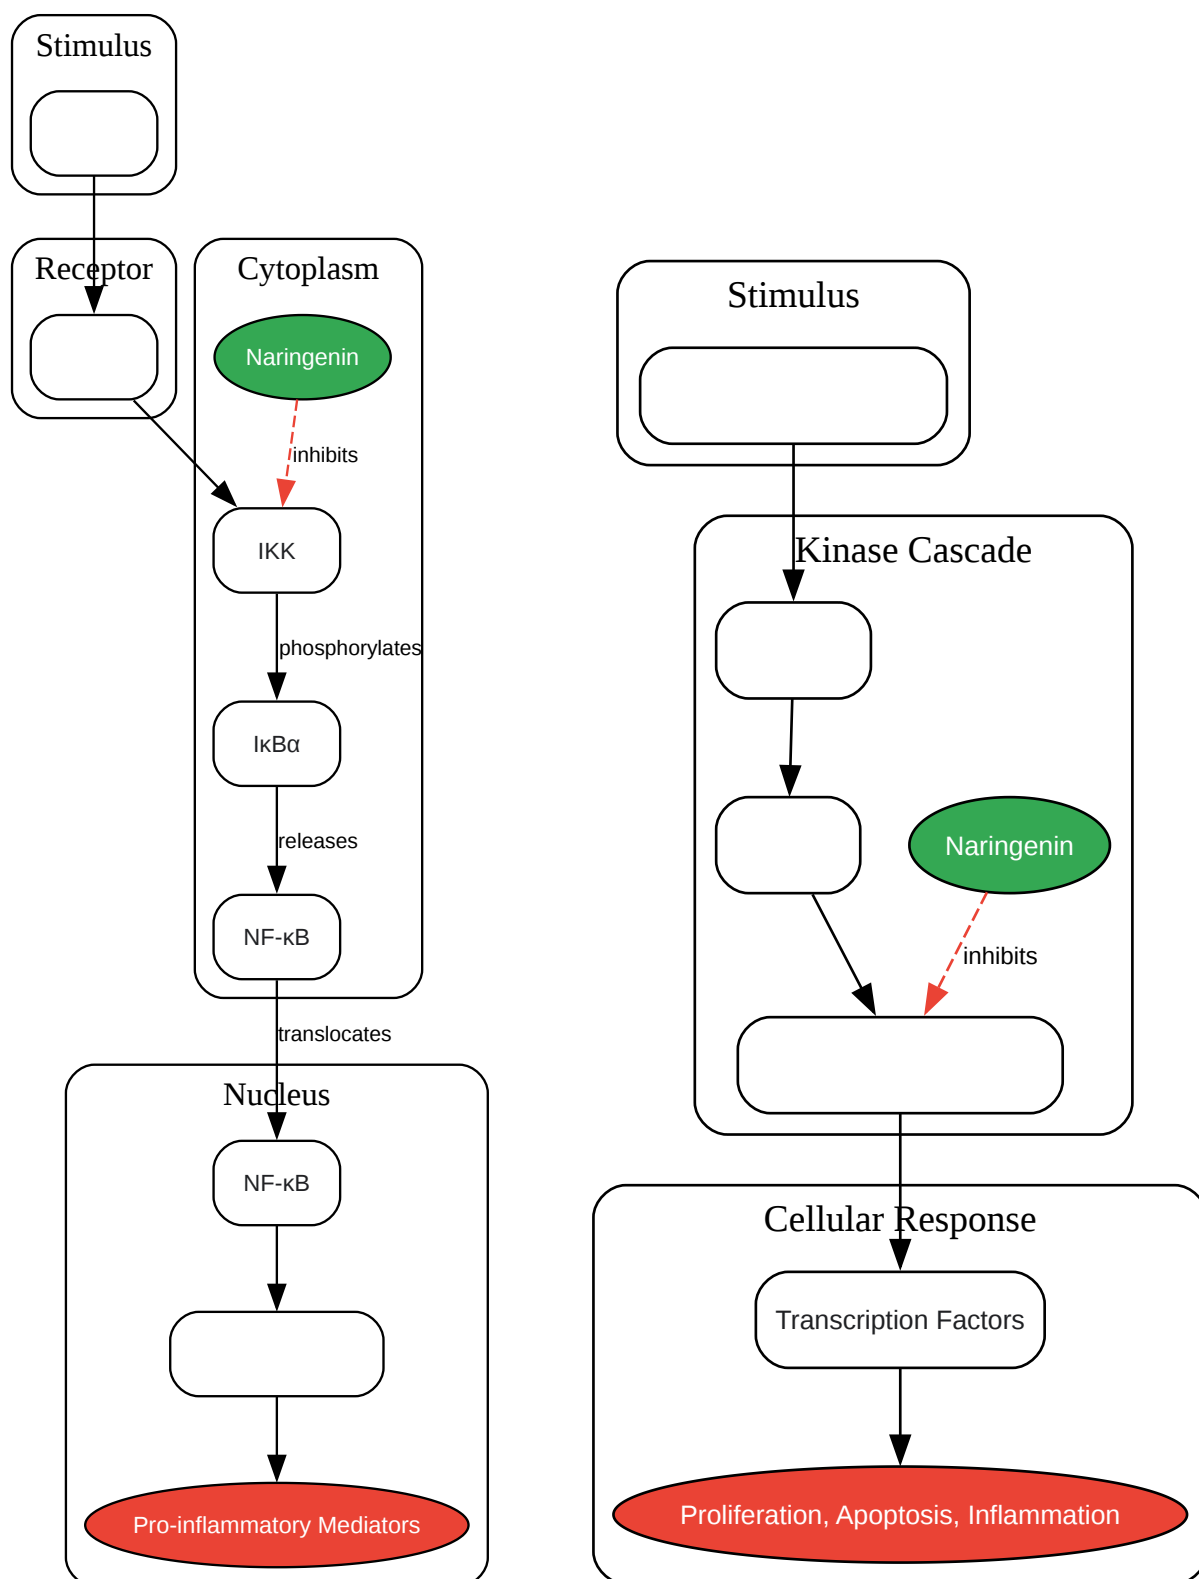 Stimulus
Receptor
Cytoplasm
Naringenin
inhibits
IKK
phosphorylates
IκBα
releases
NF-κB
translocates
Nucleus
NF-κB
Pro-inflammatory Mediators
Stimulus
Kinase Cascade
Naringenin
inhibits
Cellular Response
Transcription Factors
Proliferation, Apoptosis, Inflammation